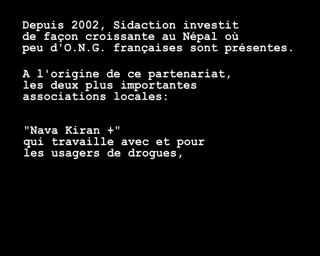 Depuis 2002, Sidaction investit
de façon croissante au Népal où
peu d'O.N.G. françaises sont présentes.
A l'origine de ce partenariat,
les deux plus importantes
associations locales:
"Nava Kiran +"
qui travaille avec et pour
les usagers de drogues,